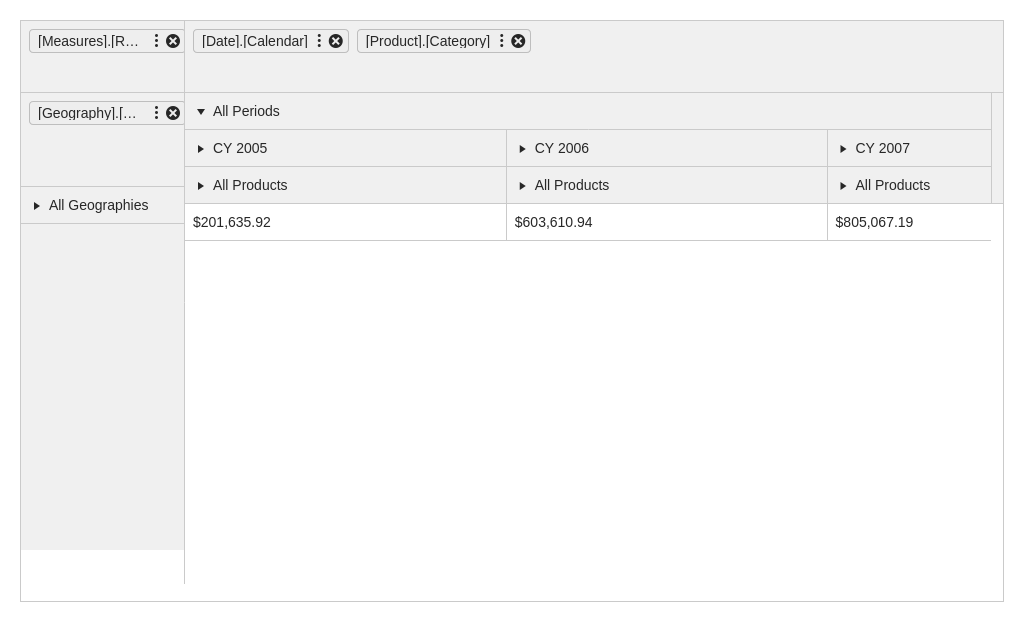 [Measures].[R…
[Date].[Calendar]
[Product].[Category]
[Geography].[…
All Periods
CY 2005
CY 2006
CY 2007
All Products
All Products
All Products
All Geographies
$201,635.92
$603,610.94
$805,067.19